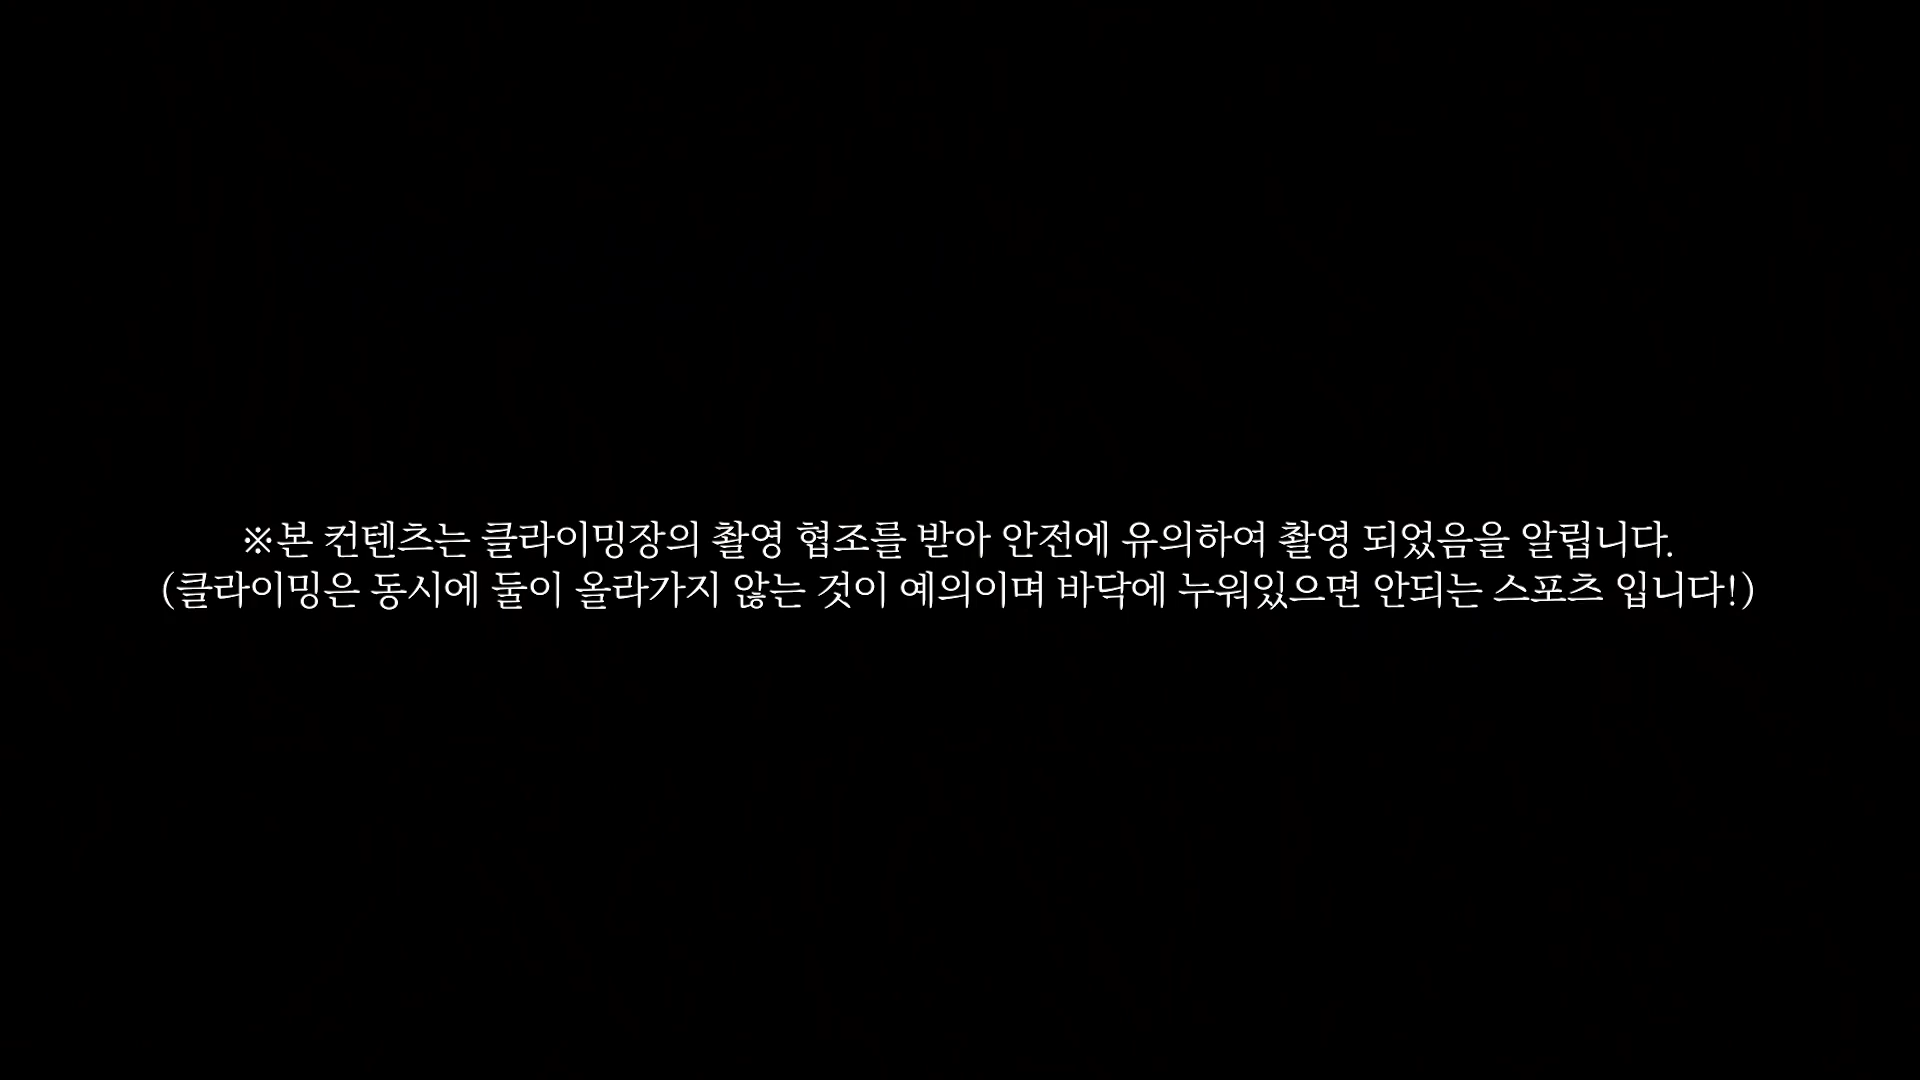 ※본 컨텐츠는 클라이밍장의 촬영 협조를 받아 안전에 유의하여 촬영 되었음을 알립니다.
(클라이밍은 동시에 둘이 올라가지 않는 것이 예의이며 바닥에 누워있으면 안되는 스포츠 입니다!)